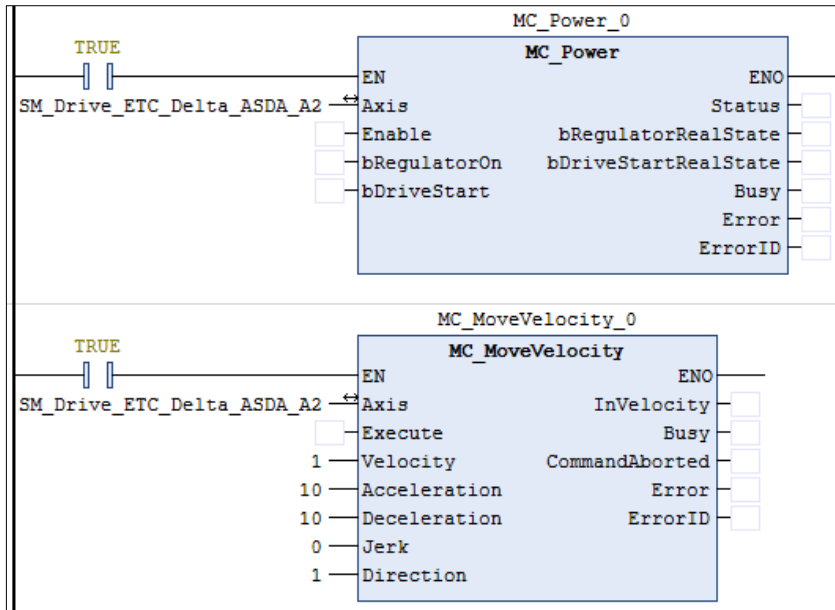 MC_Power_0
TRUE
MC_Power
EN ENO
SM_Drive_ETC_Delta_ASDA_A2 Axis Status
Enable bRegulatorRealState
bRegulatorOn bDriveStartRealState
bDriveStart Busy
Error
ErrorID
MC_MoveVelocity_0
TRUE
MC_MoveVelocity
EN ENO
SM_Drive_ETC_Delta_ASDA_A2 Axis InVelocity
Execute Busy
1 Velocity CommandAborted
10 Acceleration Error
10 Deceleration ErrorID
0 Jerk
1 Direction